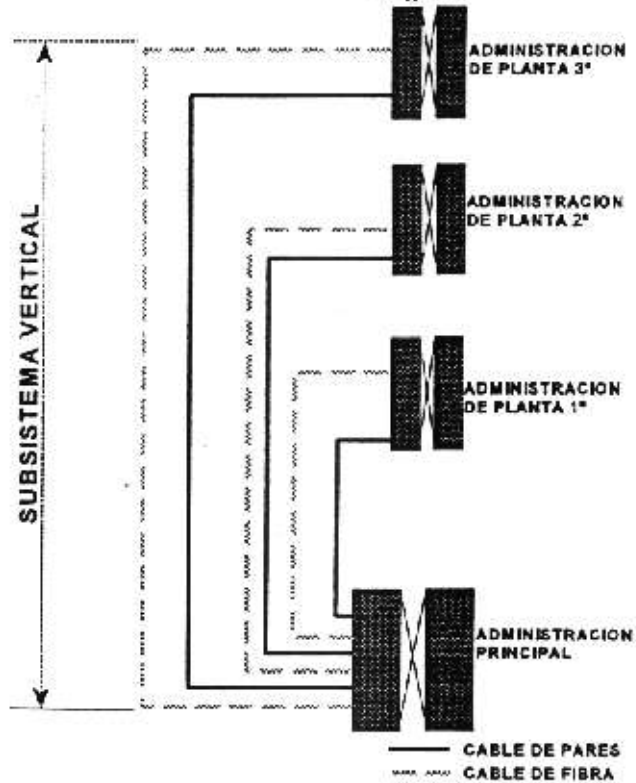 ADMINISTRACION
DE PLANTA 3ª
SUBSISTEMA VERTICAL
ADMINISTRACION
DE PLANTA 2ª
ADMINISTRACION
DE PLANTA 1ª
ADMINISTRACION
PRINCIPAL
CABLE DE PARES
CABLE DE FIBRA